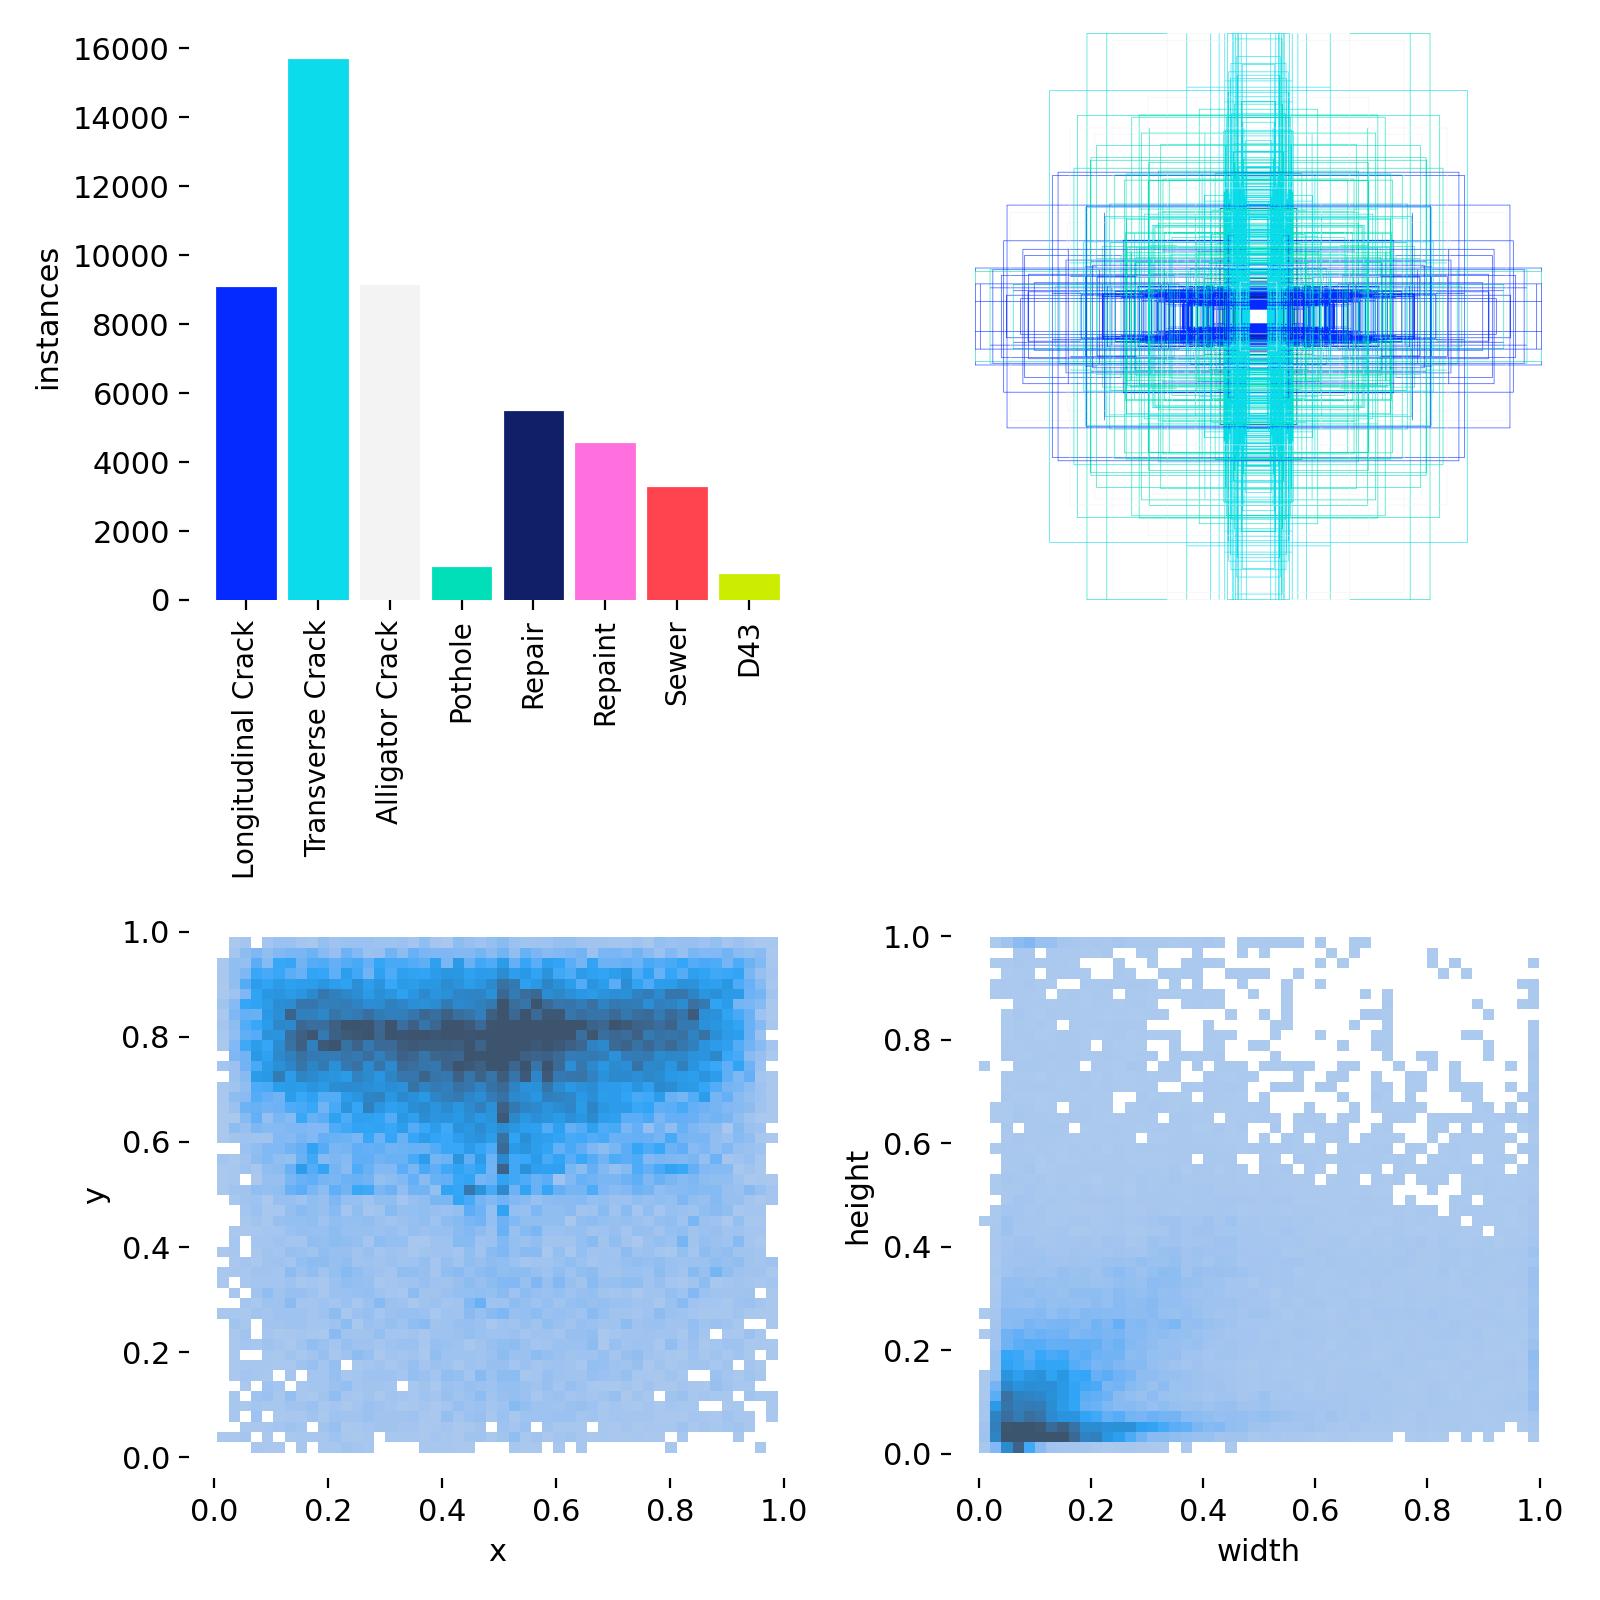 16000
14000
12000
10000
8000
6000
4000
2000
0
instances
Longitudinal Crack
Transverse Crack
Alligator Crack
Pothole
Repair
Repaint
Sewer
D43
1.0
0.8
0.6
0.4
0.2
0.0
y
0.0 0.2 0.4 0.6 0.8 1.0
x
1.0
0.8
0.6
0.4
0.2
0.0
height
0.0 0.2 0.4 0.6 0.8 1.0
width